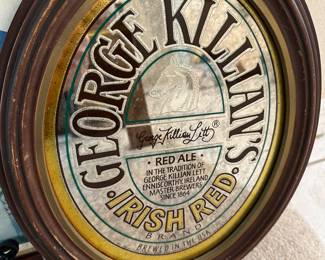 GEORGE KILLIAN'S
George Killian Lett ®
· RED ALE ·
IN THE TRADITION OF
GEORGE KILLIAN LETT
ENNISCORTHY, IRELAND
MASTER BREWERS
SINCE 1864
· IRISH RED ·
BRAND
BREWED IN THE USA